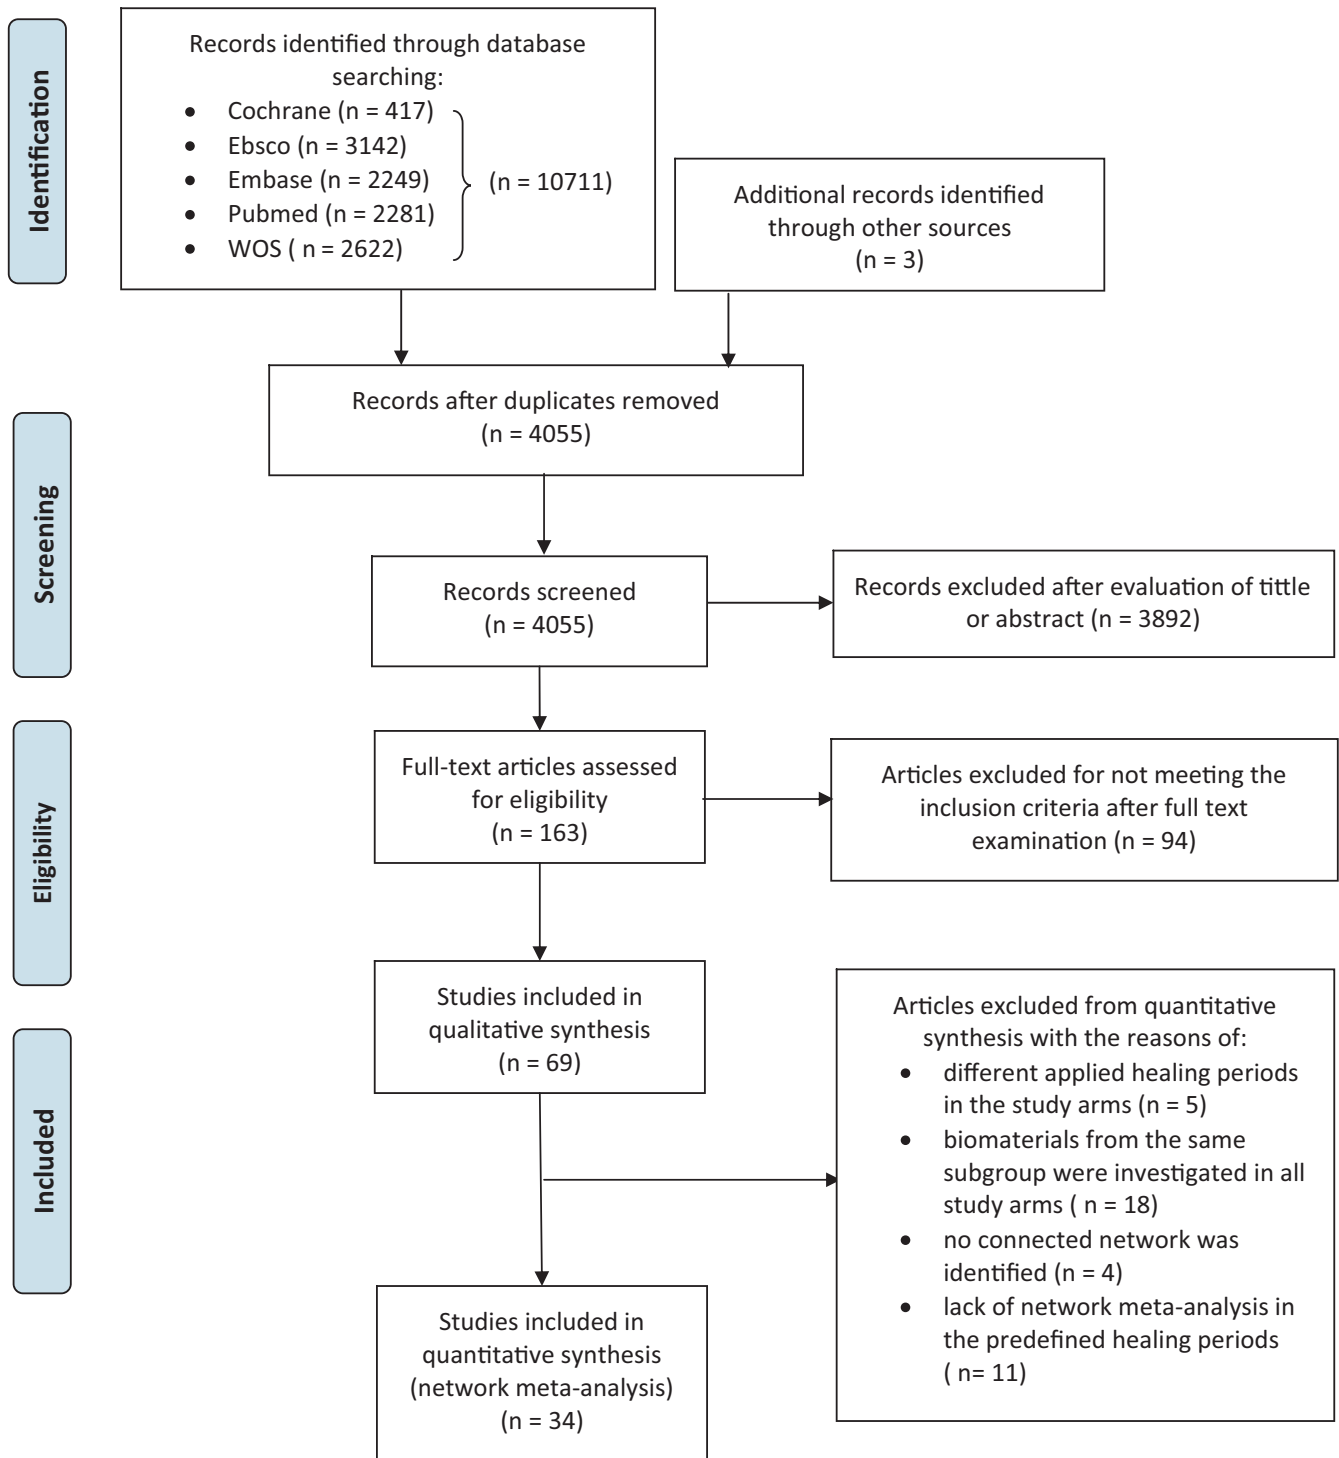 Identification
Records identified through database
searching:
• Cochrane (n = 417)
• Ebsco (n = 3142)
• Embase (n = 2249)
• Pubmed (n = 2281)
• WOS ( n = 2622)
(n = 10711)
Additional records identified
through other sources
(n = 3)
Records after duplicates removed
(n = 4055)
Screening
Records screened
(n = 4055)
Records excluded after evaluation of tittle
or abstract (n = 3892)
Eligibility
Full-text articles assessed
for eligibility
(n = 163)
Articles excluded for not meeting the
inclusion criteria after full text
examination (n = 94)
Studies included in
qualitative synthesis
(n = 69)
Included
Articles excluded from quantitative
synthesis with the reasons of:
• different applied healing periods
in the study arms (n = 5)
• biomaterials from the same
subgroup were investigated in all
study arms ( n = 18)
• no connected network was
identified (n = 4)
• lack of network meta-analysis in
the predefined healing periods
( n= 11)
Studies included in
quantitative synthesis
(network meta-analysis)
(n = 34)